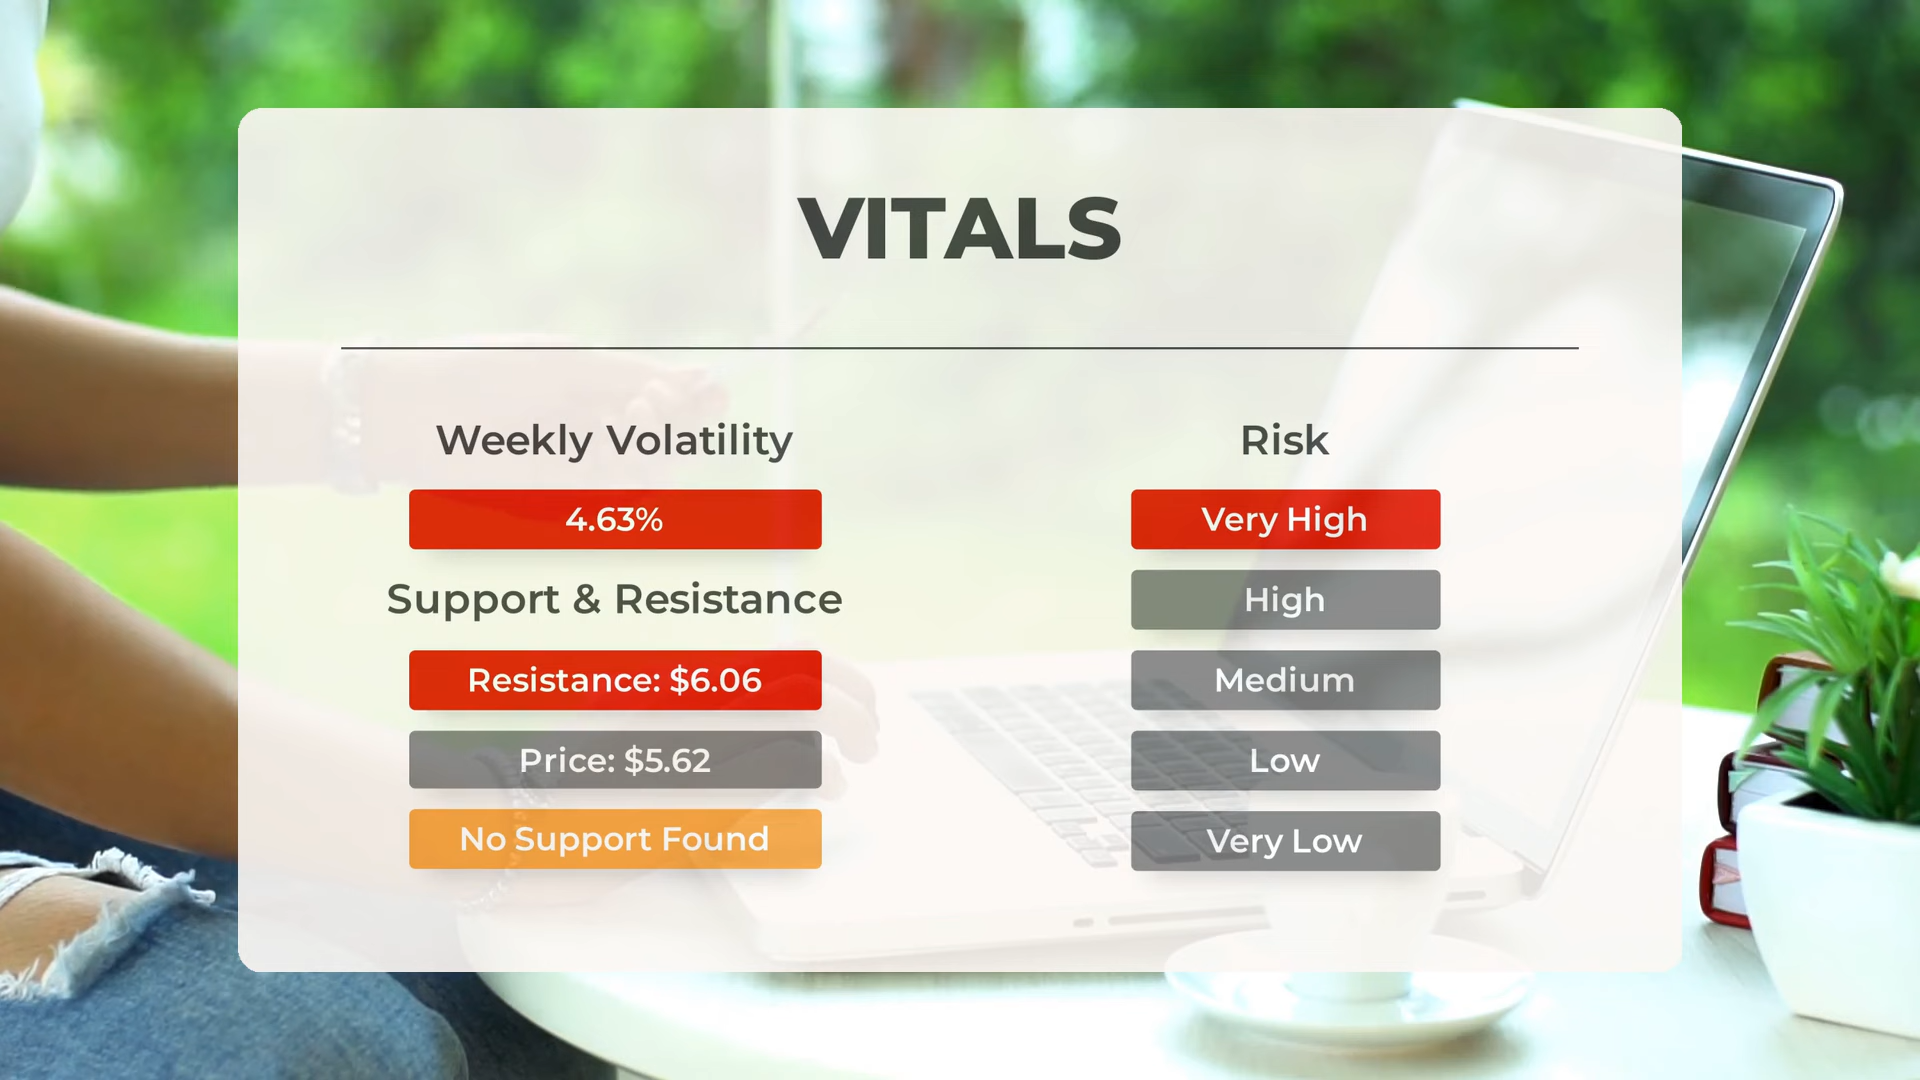 VITALS
Weekly Volatility
4.63%
Support & Resistance
Resistance: $6.06
Price: $5.62
No Support Found
Risk
Very High
High
Medium
Low
Very Low